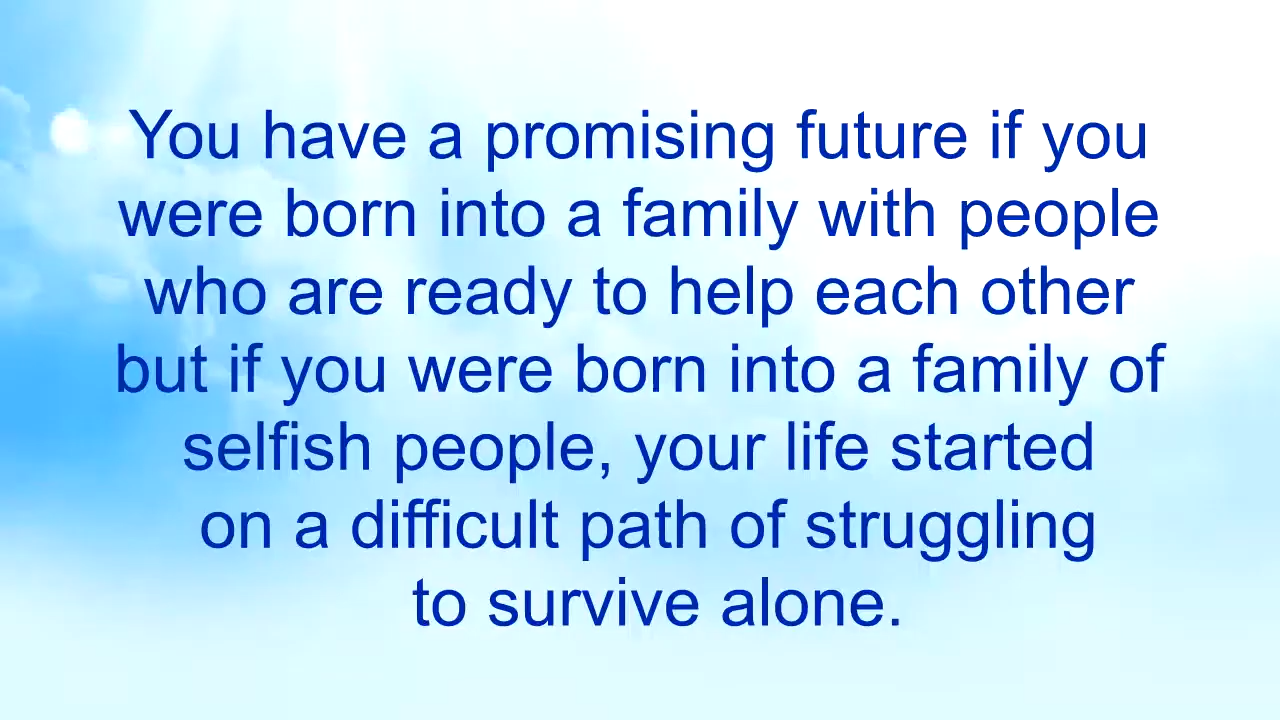 You have a promising future if you
were born into a family with people
who are ready to help each other
but if you were born into a family of
selfish people, your life started
on a difficult path of struggling
to survive alone.